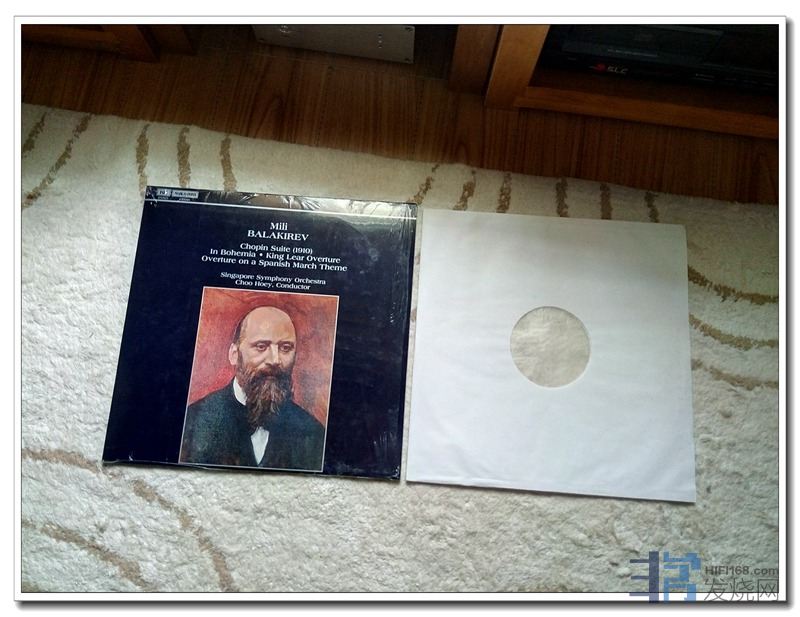 Mili
BALAKIREV
Chopin Suite (1910)
In Bohemia • King Lear Overture
Overture on a Spanish March Theme
Singapore Symphony Orchestra
Choo Hoey, Conductor
HIFI168.com
发烧网